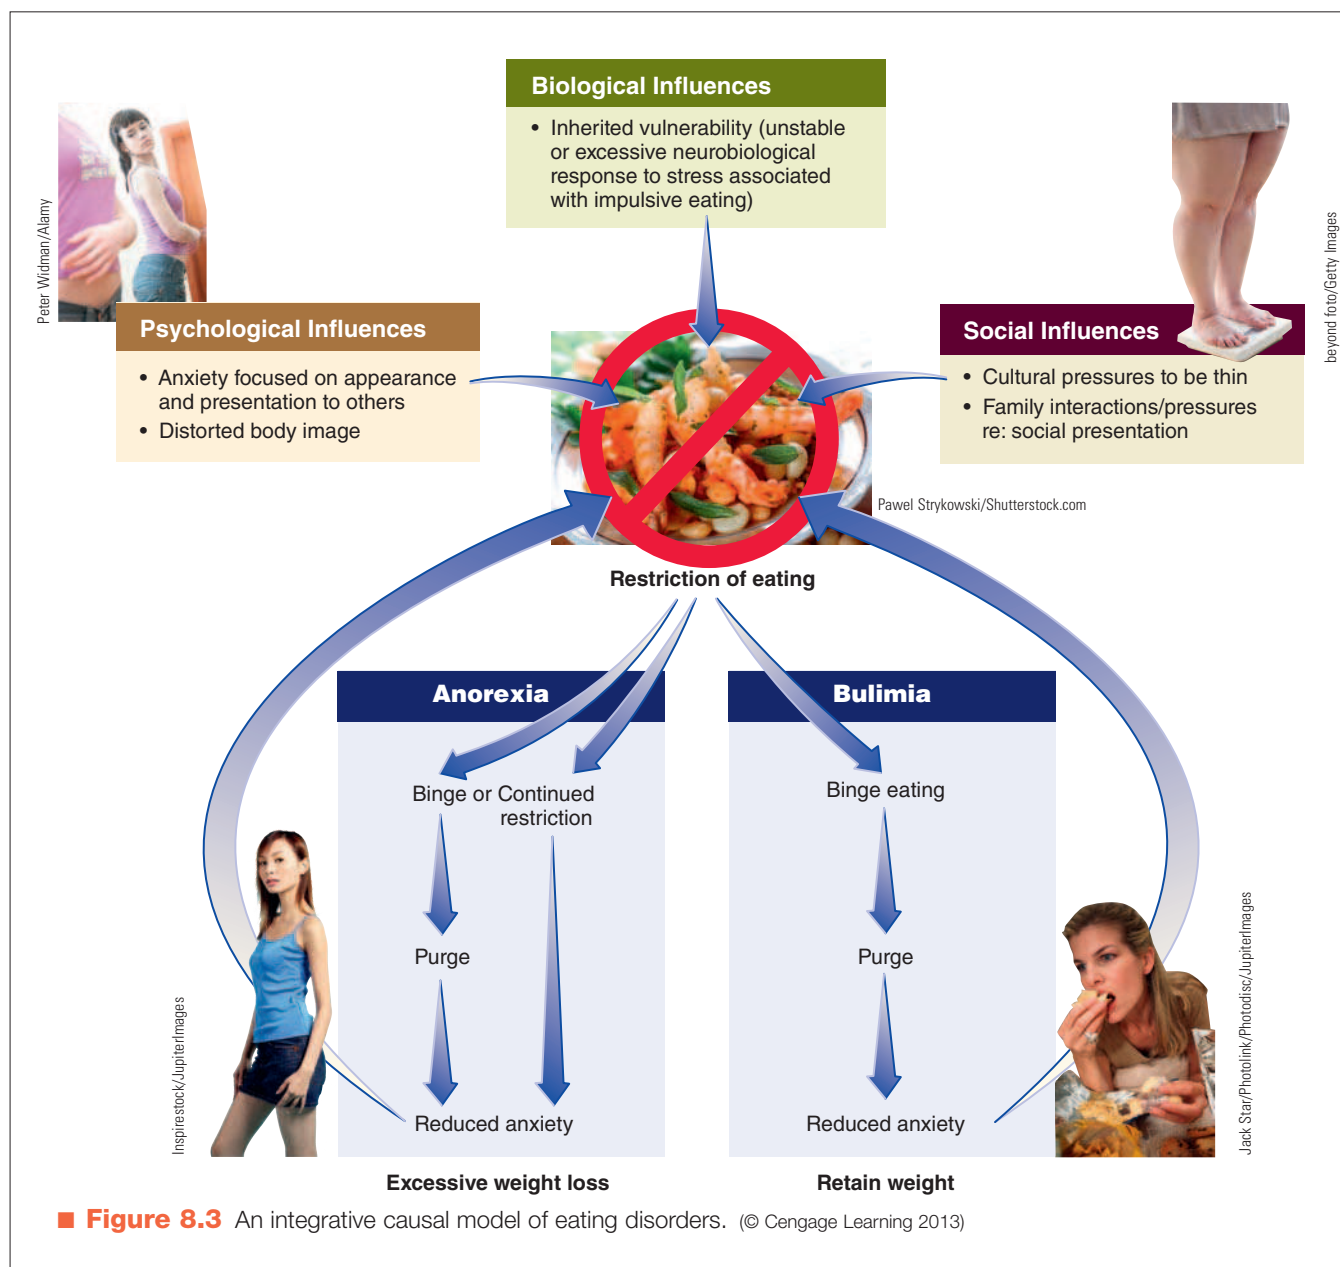 Biological Influences
• Inherited vulnerability (unstable
or excessive neurobiological
response to stress associated
with impulsive eating)
Peter Widman/Alamy
beyond foto/Getty Images
Psychological Influences
• Anxiety focused on appearance
and presentation to others
• Distorted body image
Social Influences
• Cultural pressures to be thin
• Family interactions/pressures
re: social presentation
Pawel Strykowski/Shutterstock.com
Restriction of eating
Anorexia
Binge or Continued
restriction
Purge
Reduced anxiety
Excessive weight loss
Inspirestock/JupiterImages
Bulimia
Binge eating
Purge
Reduced anxiety
Retain weight
Jack Star/Photolink/Photodisc/JupiterImages
■ Figure 8.3 An integrative causal model of eating disorders. (© Cengage Learning 2013)